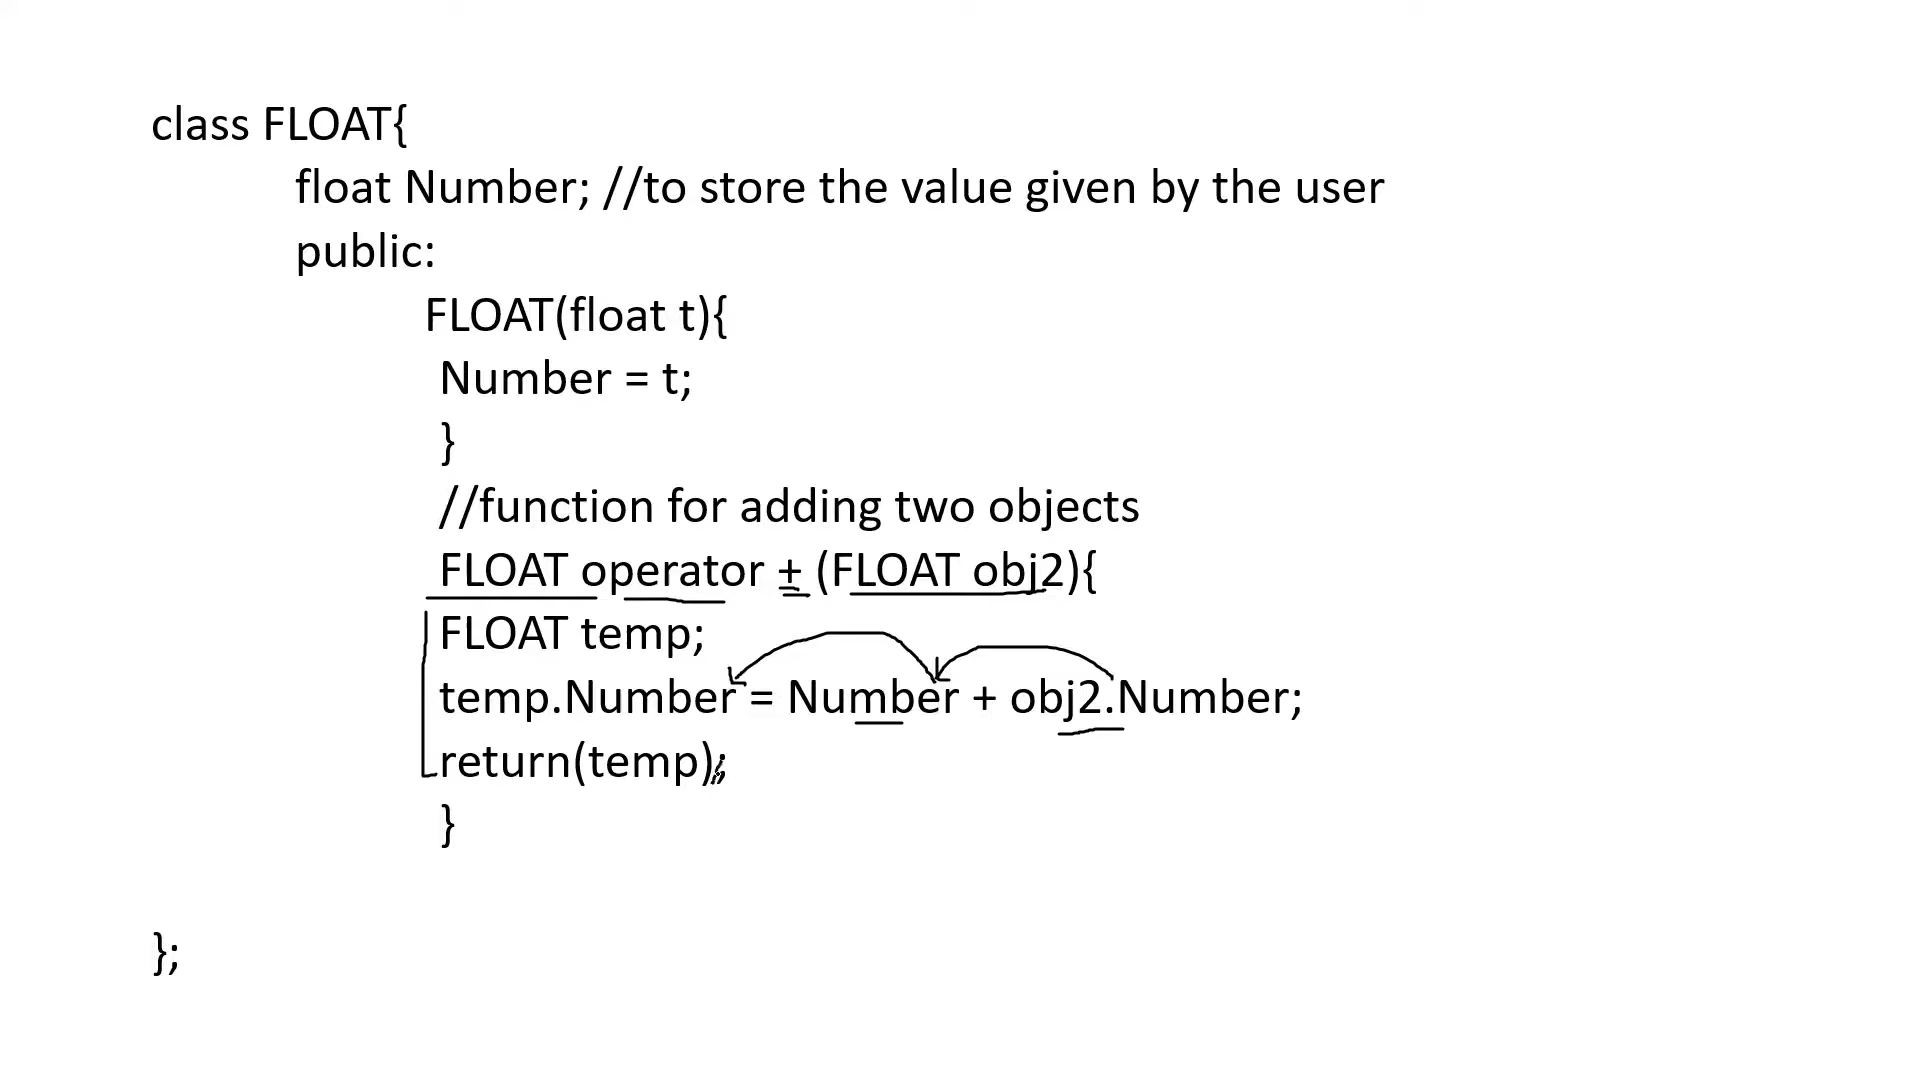 class FLOAT{
float Number; //to store the value given by the user
public:
FLOAT(float t){
Number = t;
}
//function for adding two objects
FLOAT operator + (FLOAT obj2){
FLOAT temp;
temp.Number = Number + obj2.Number;
return(temp);
}
};